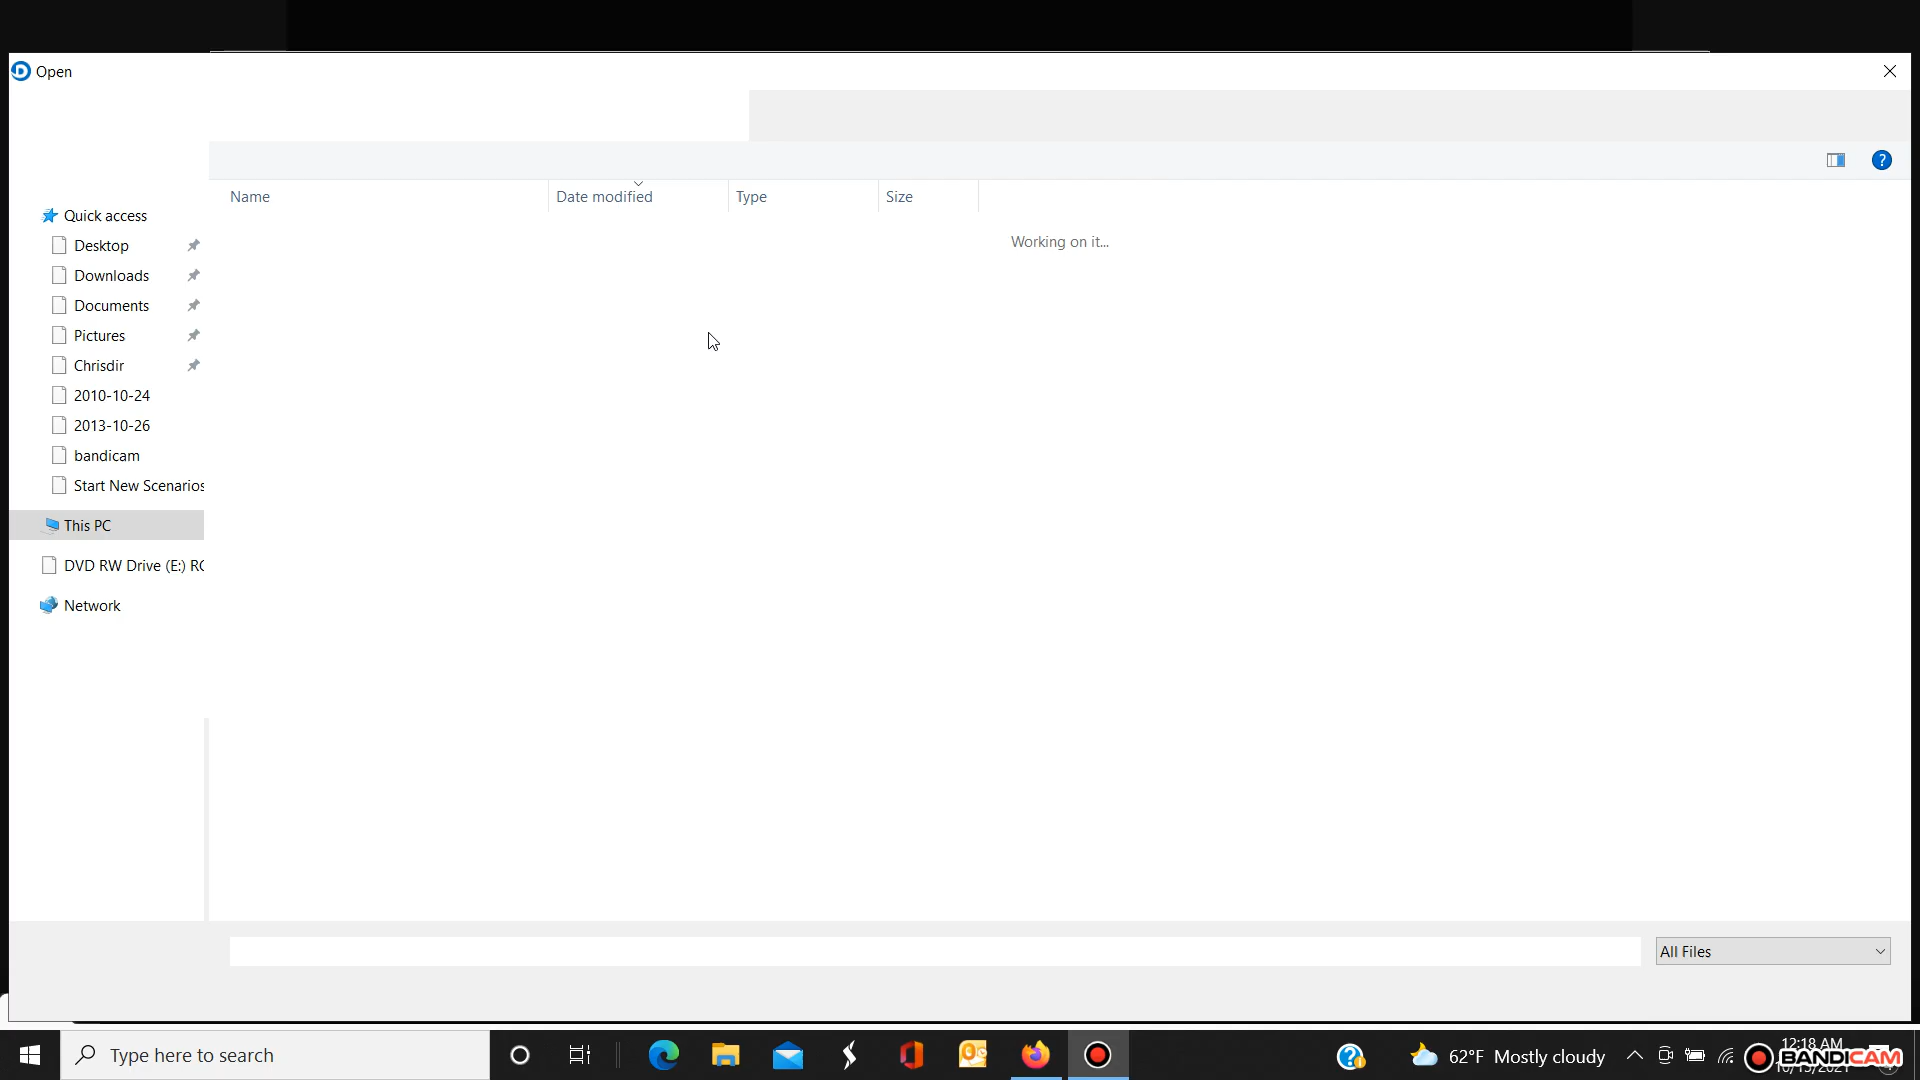 Open
Name Date modified Type Size
Working on it...
Quick access
Desktop
Downloads
Documents
Pictures
Chrisdir
2010-10-24
2013-10-26
bandicam
Start New Scenarios
This PC
DVD RW Drive (E:) RO
Network
All Files
Type here to search
62°F Mostly cloudy
12:18 AM
BANDICAM